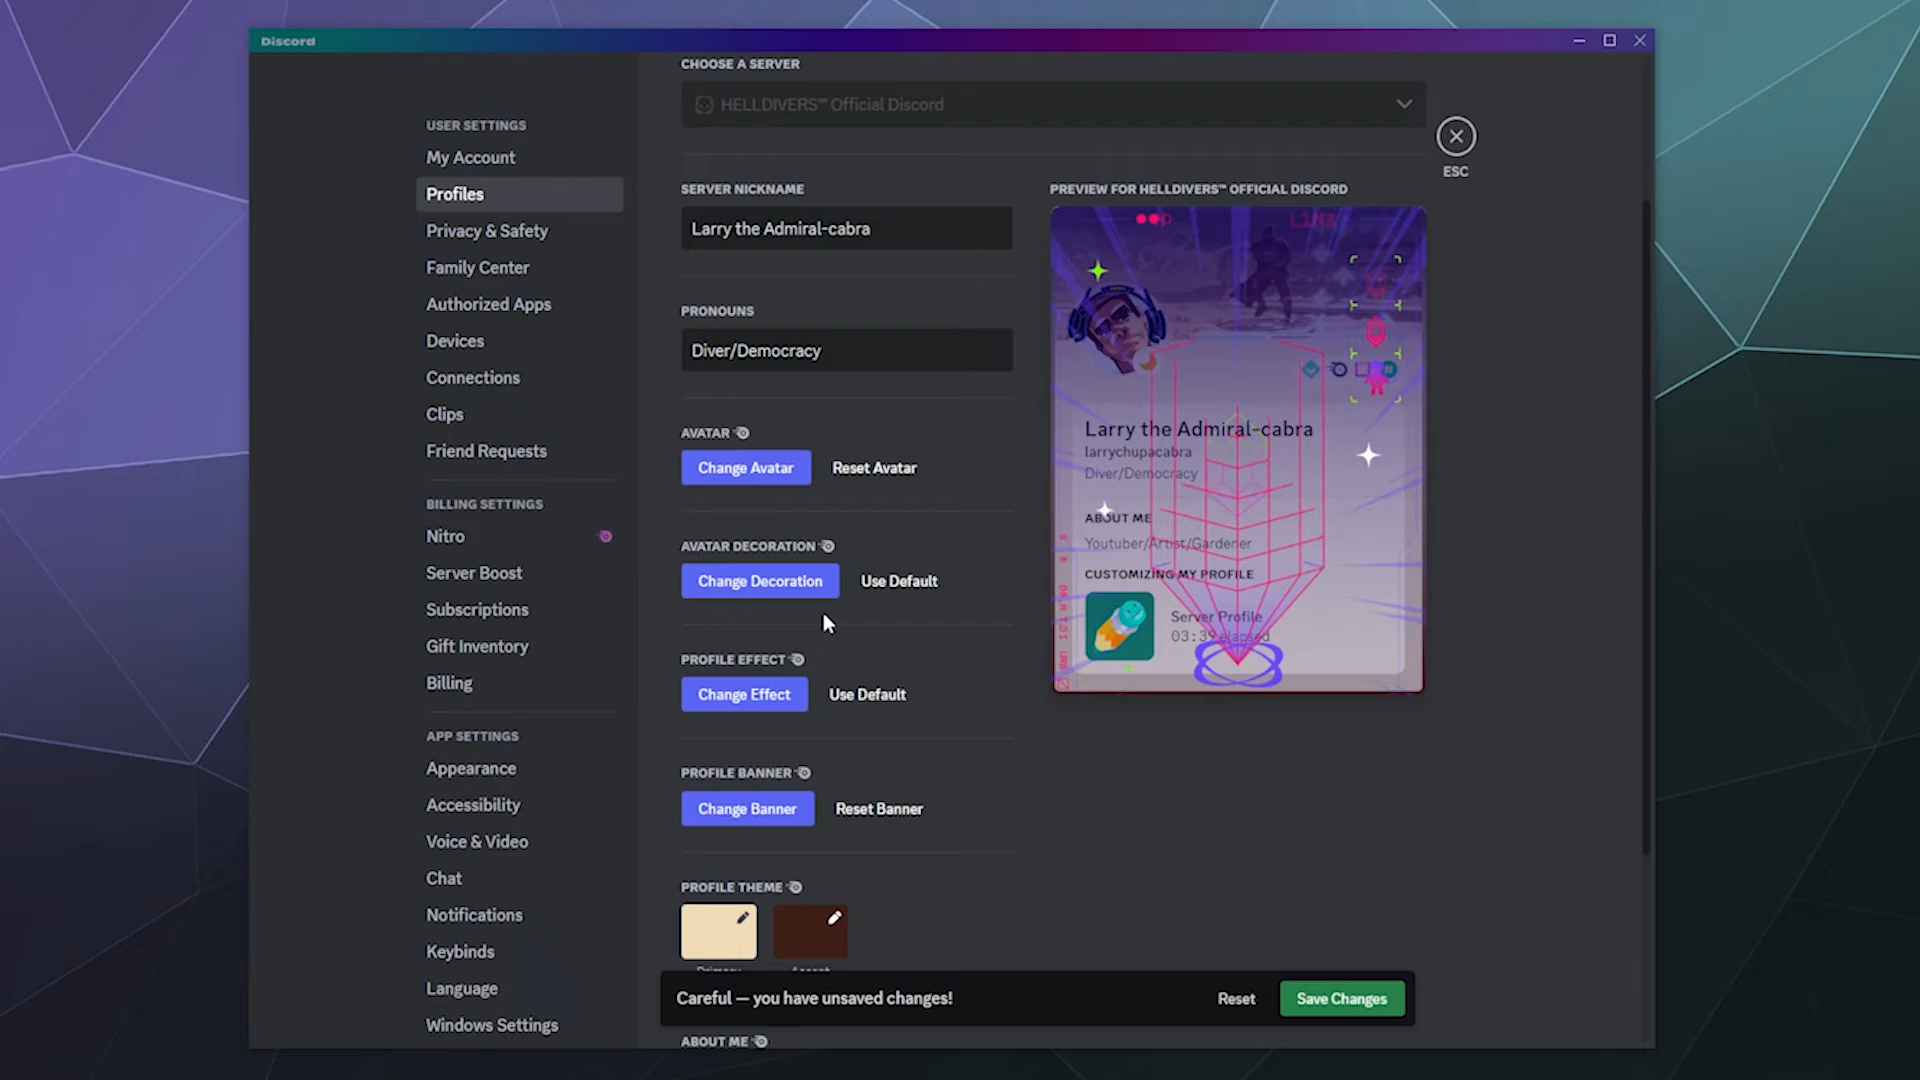 Discord
USER SETTINGS
My Account
Profiles
Privacy & Safety
Family Center
Authorized Apps
Devices
Connections
Clips
Friend Requests
BILLING SETTINGS
Nitro
Server Boost
Subscriptions
Gift Inventory
Billing
APP SETTINGS
Appearance
Accessibility
Voice & Video
Chat
Notifications
Keybinds
Language
Windows Settings
CHOOSE A SERVER
HELLDIVERS™ Official Discord
SERVER NICKNAME
Larry the Admiral-cabra
PRONOUNS
Diver/Democracy
AVATAR
Change Avatar Reset Avatar
AVATAR DECORATION
Change Decoration Use Default
PROFILE EFFECT
Change Effect Use Default
PROFILE BANNER
Change Banner Reset Banner
PROFILE THEME
Primary Accent
Careful — you have unsaved changes!
Reset Save Changes
ABOUT ME
ESC
PREVIEW FOR HELLDIVERS™ OFFICIAL DISCORD
Larry the Admiral-cabra
larrychupacabra
Diver/Democracy
ABOUT ME
Youtuber/Artist/Gardener
CUSTOMIZING MY PROFILE
Server Profile
03:39 elapsed